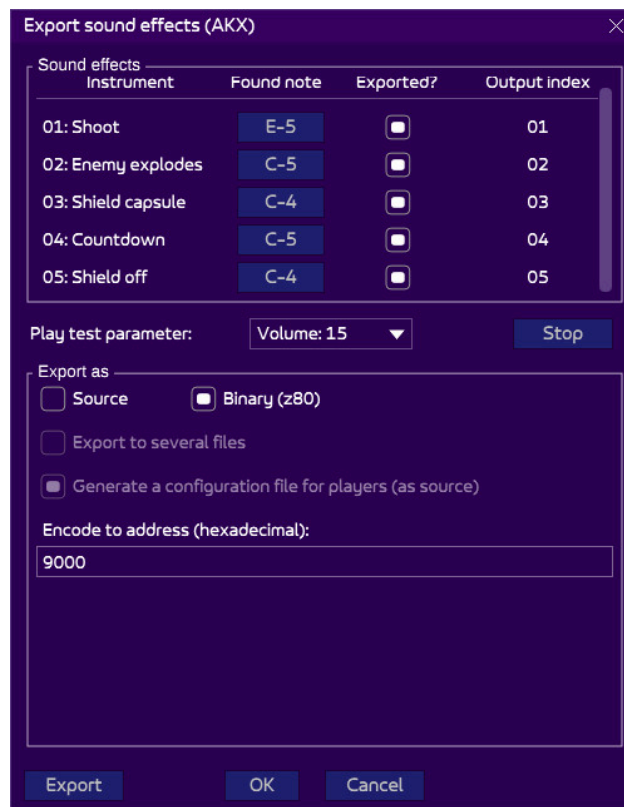 Export sound effects (AKX)
Sound effects
Instrument Found note Exported? Output index
01: Shoot E-5 01
02: Enemy explodes C-5 02
03: Shield capsule C-4 03
04: Countdown C-5 04
05: Shield off C-4 05
Play test parameter: Volume: 15 Stop
Export as
Source Binary (z80)
Export to several files
Generate a configuration file for players (as source)
Encode to address (hexadecimal):
9000
Export OK Cancel